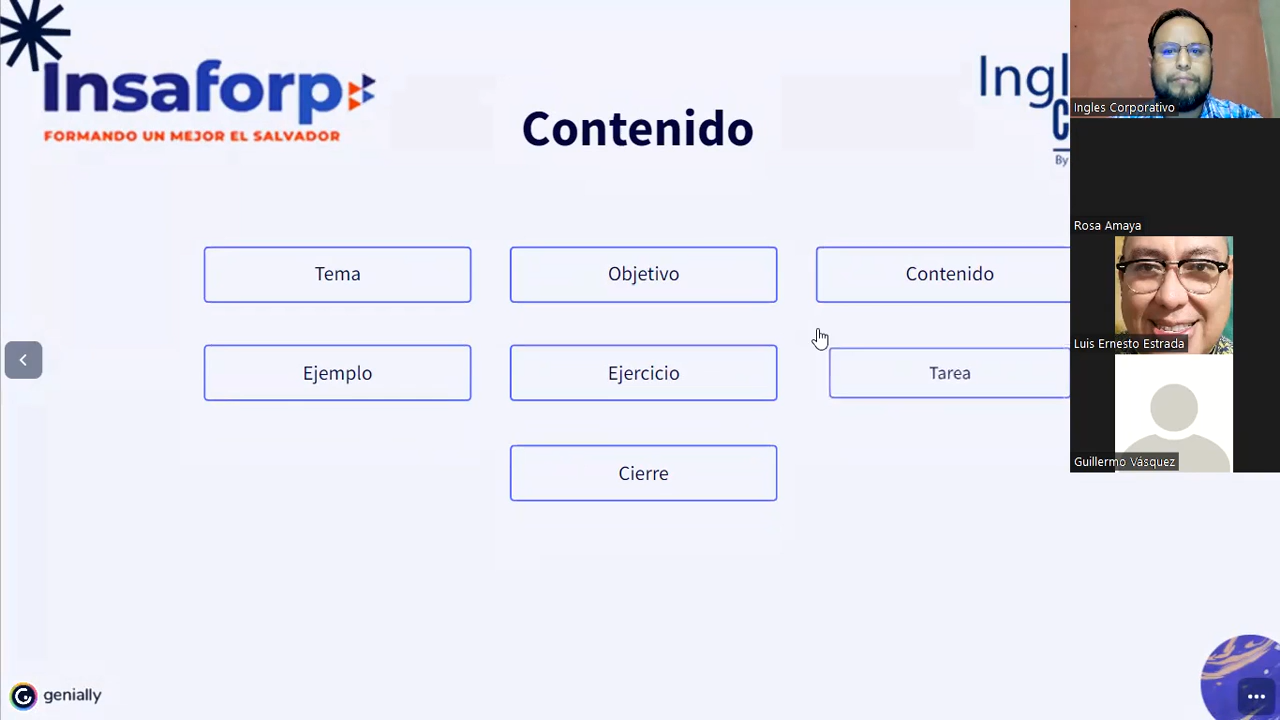 Insaforp
FORMANDO UN MEJOR EL SALVADOR
Ingl
C
By
Contenido
Tema
Objetivo
Contenido
Ejemplo
Ejercicio
Tarea
Cierre
genially
Ingles Corporativo
Rosa Amaya
Luis Ernesto Estrada
Guillermo Vásquez